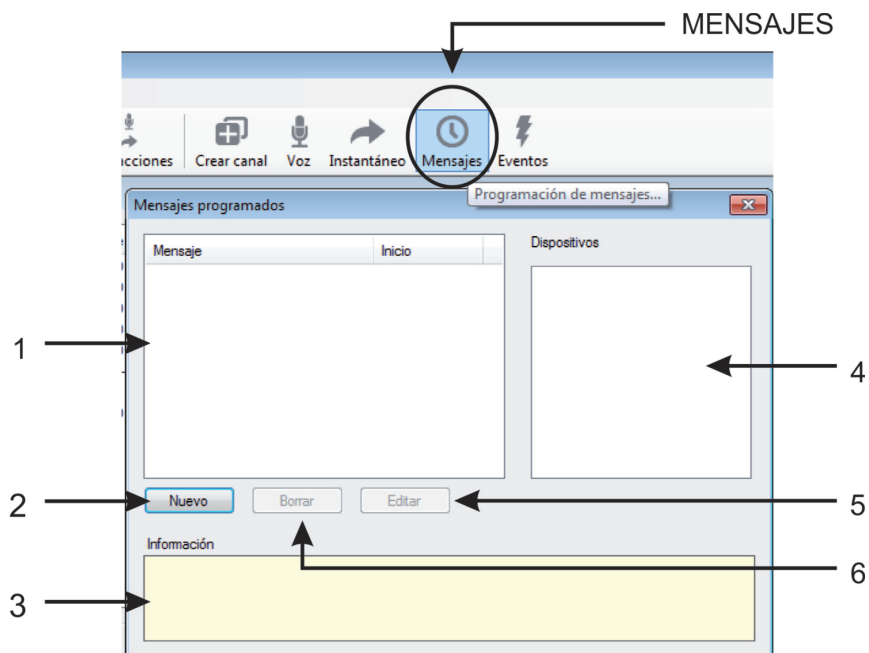 MENSAJES
cciones Crear canal Voz Instantáneo Mensajes Eventos
Programación de mensajes...
Mensajes programados
Mensaje Inicio
Dispositivos
1
4
2 Nuevo Borrar Editar 5
Información
6
3